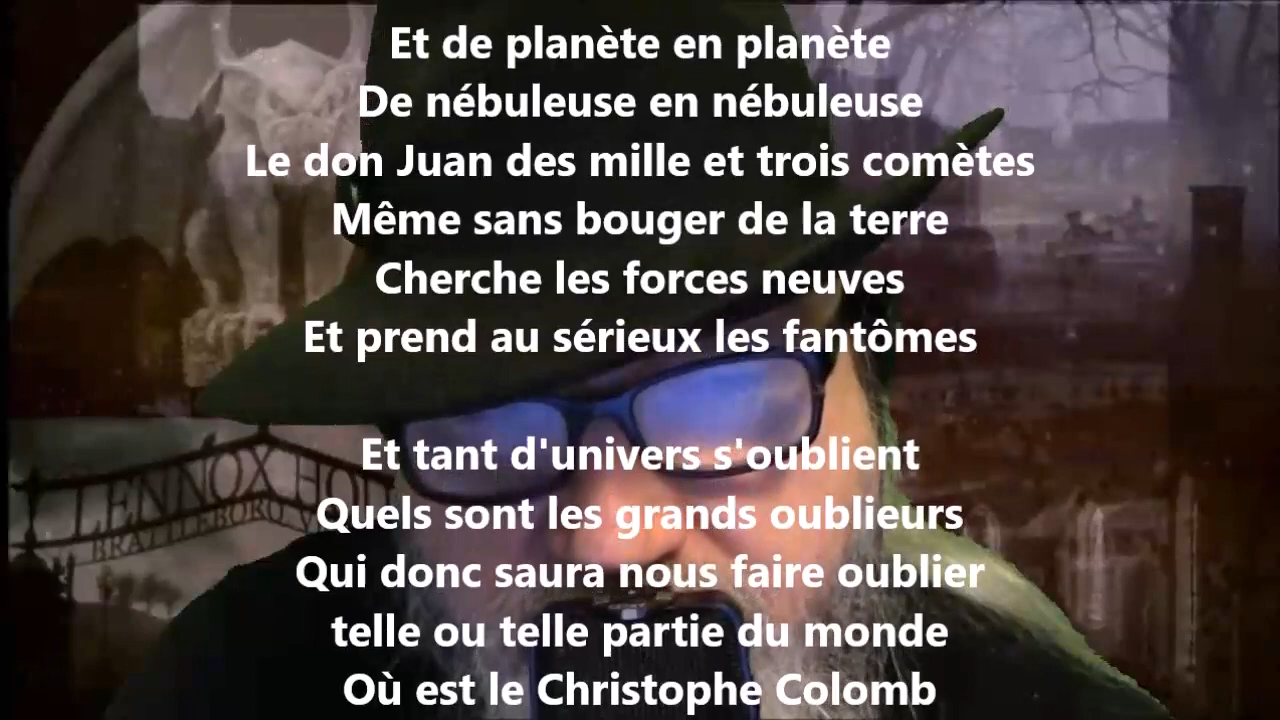 Et de planète en planète
De nébuleuse en nébuleuse
Le don Juan des mille et trois comètes
Même sans bouger de la terre
Cherche les forces neuves
Et prend au sérieux les fantômes
Et tant d'univers s'oublient
Quels sont les grands oublieurs
Qui donc saura nous faire oublier
telle ou telle partie du monde
Où est le Christophe Colomb
LENNOX
BRATTLEBORO